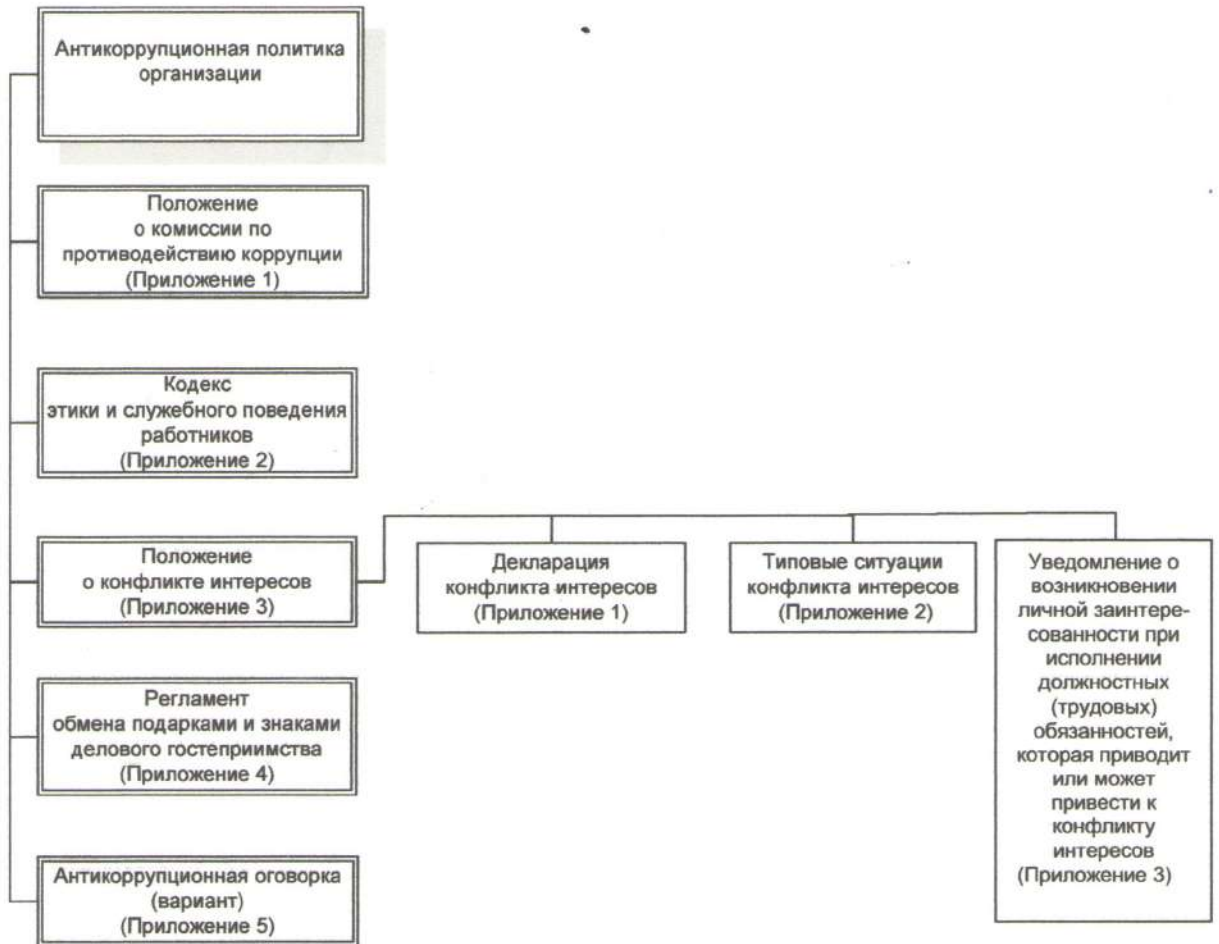 Антикоррупционная политика
организации
Положение
о комиссии по
противодействию коррупции
(Приложение 1)
Кодекс
этики и служебного поведения
работников
(Приложение 2)
Положение
о конфликте интересов
(Приложение 3)
Декларация
конфликта интересов
(Приложение 1)
Типовые ситуации
конфликта интересов
(Приложение 2)
Уведомление о
возникновении
личной заинтере-
сованности при
исполнении
должностных
(трудовых)
обязанностей,
которая приводит
или может
привести к
конфликту
интересов
(Приложение 3)
Регламент
обмена подарками и знаками
делового гостеприимства
(Приложение 4)
Антикоррупционная оговорка
(вариант)
(Приложение 5)